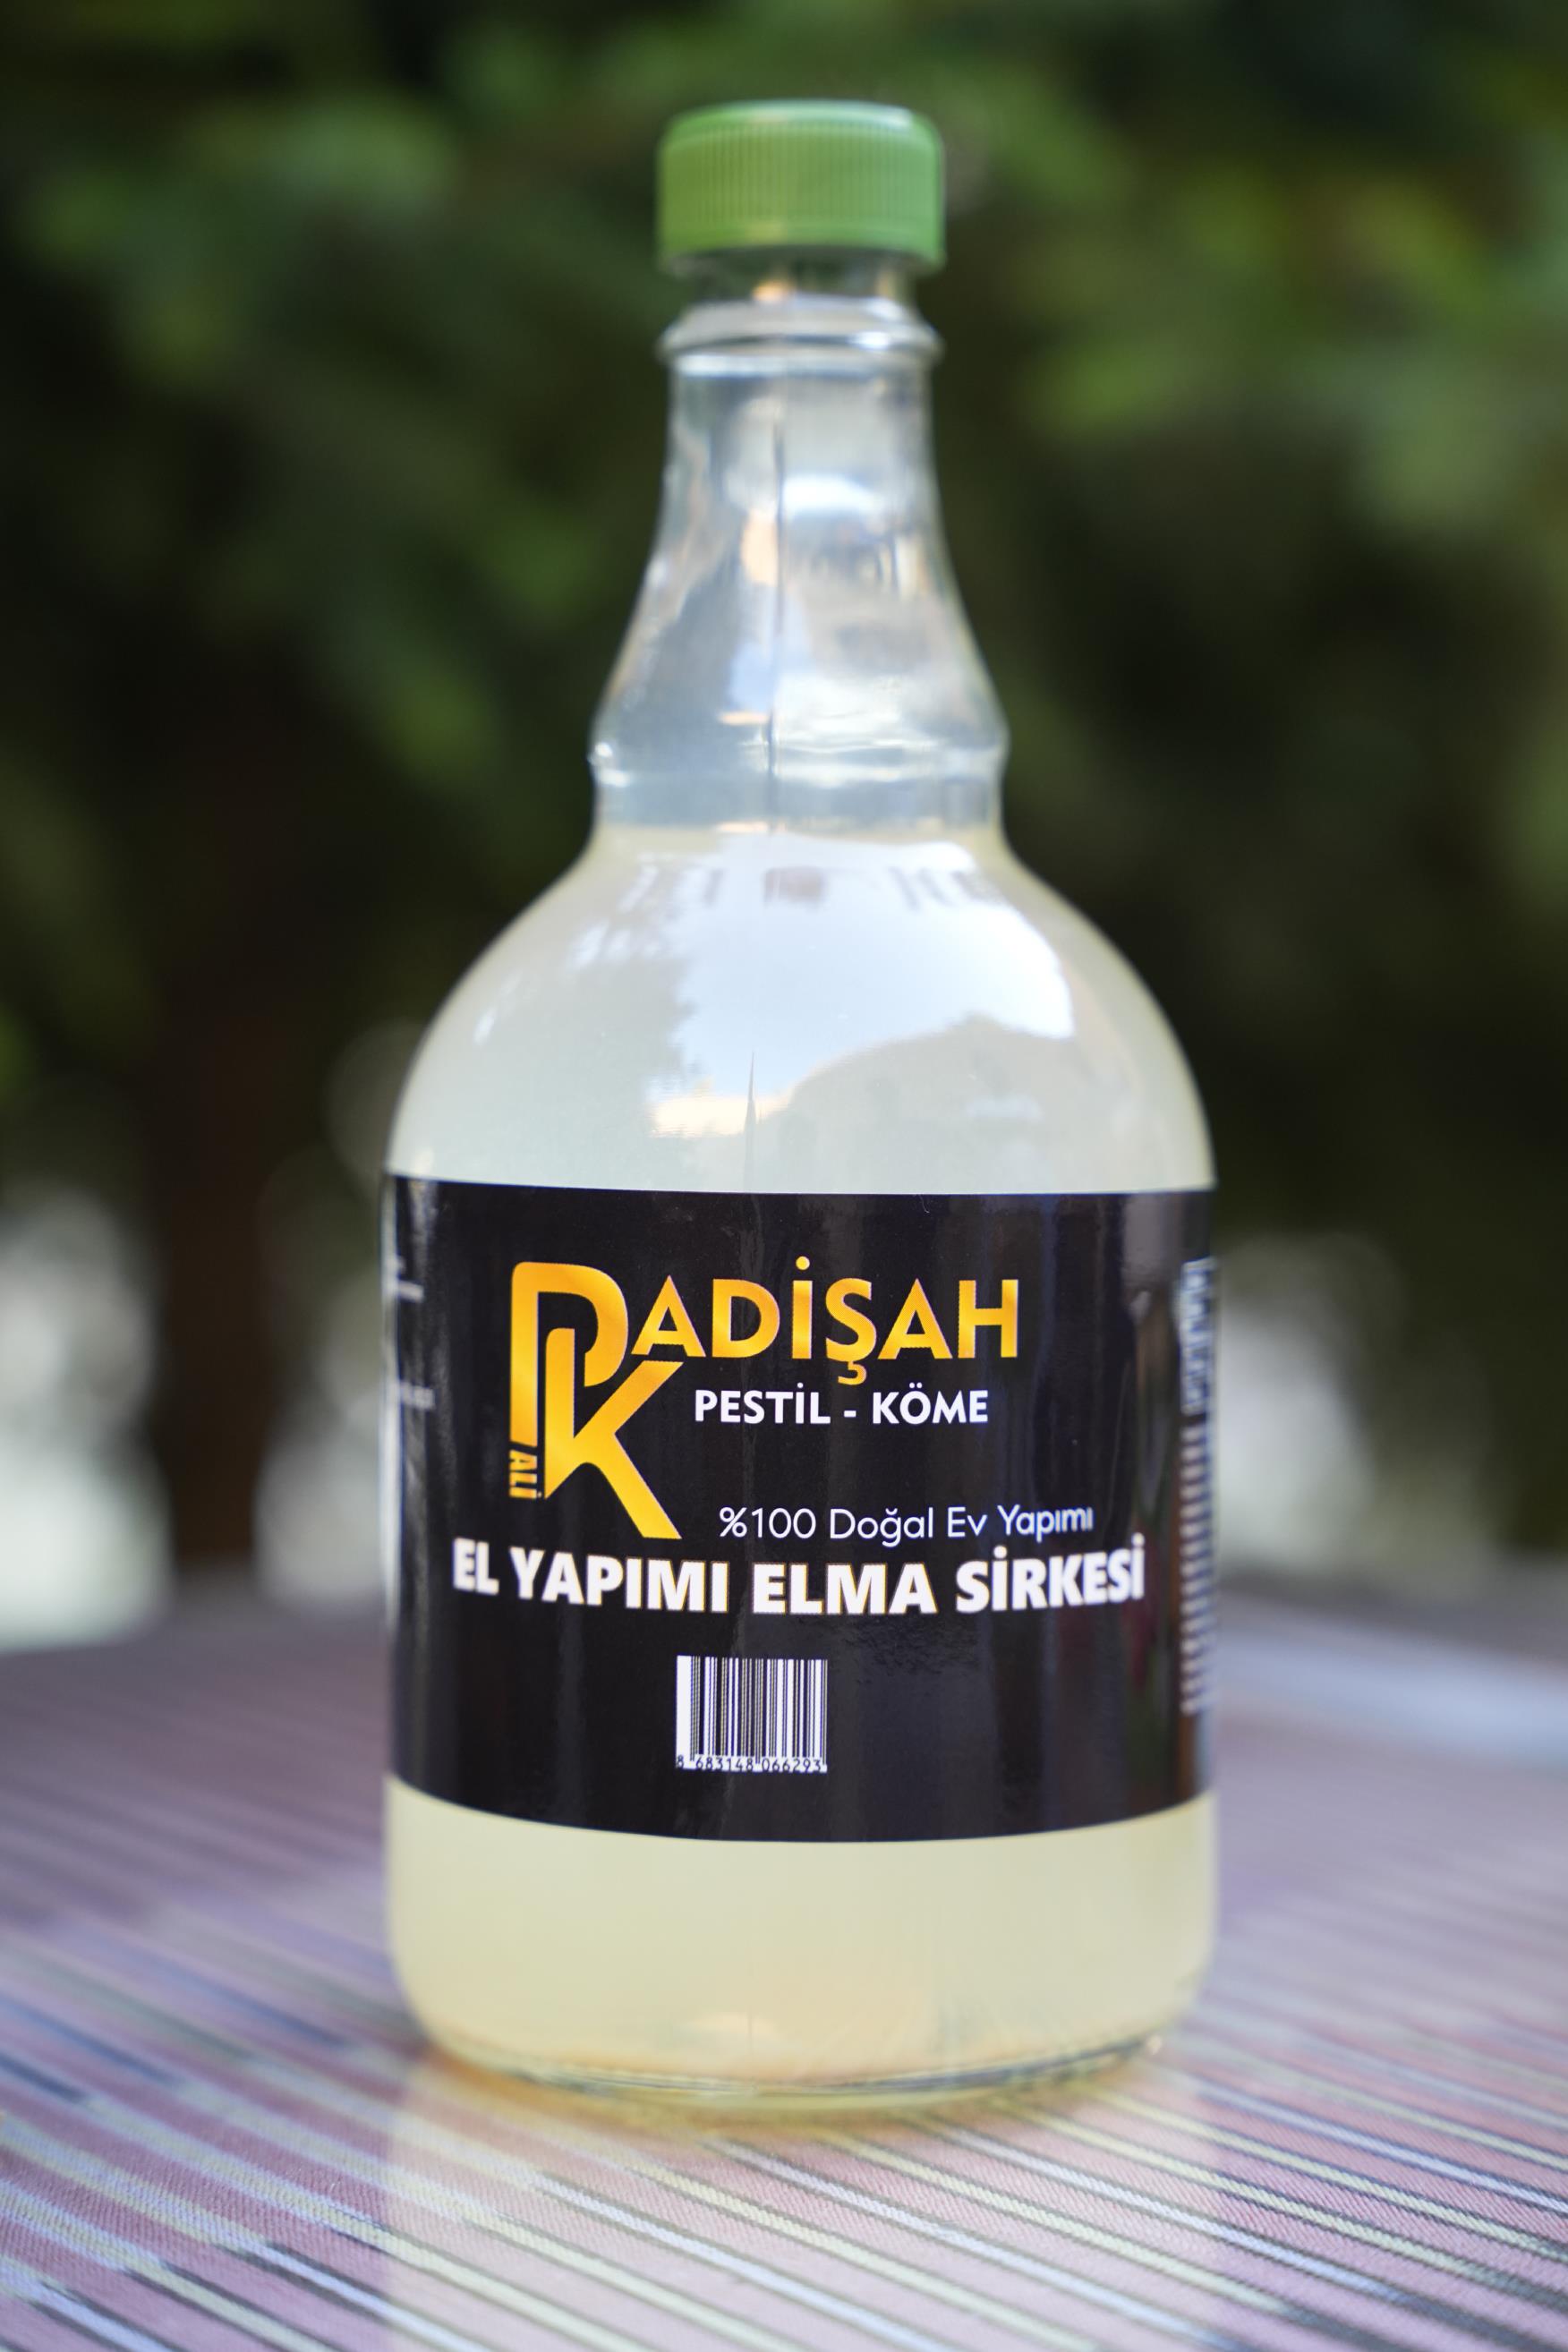 PADİŞAH
PESTİL - KÖME
ALİ
%100 Doğal Ev Yapımı
EL YAPIMI ELMA SİRKESİ
8 683148 066293